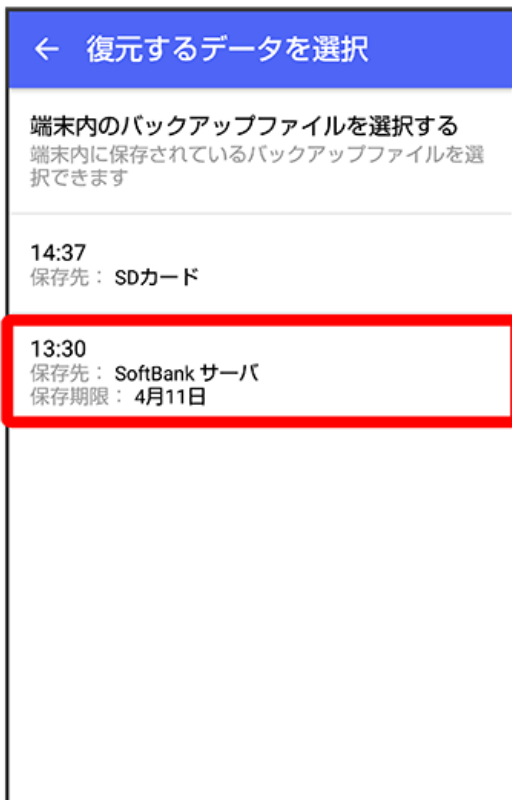 ← 復元するデータを選択
端末内のバックアップファイルを選択する
端末内に保存されているバックアップファイルを選
択できます
14:37
保存先： SDカード
13:30
保存先： SoftBank サーバ
保存期限： 4月11日